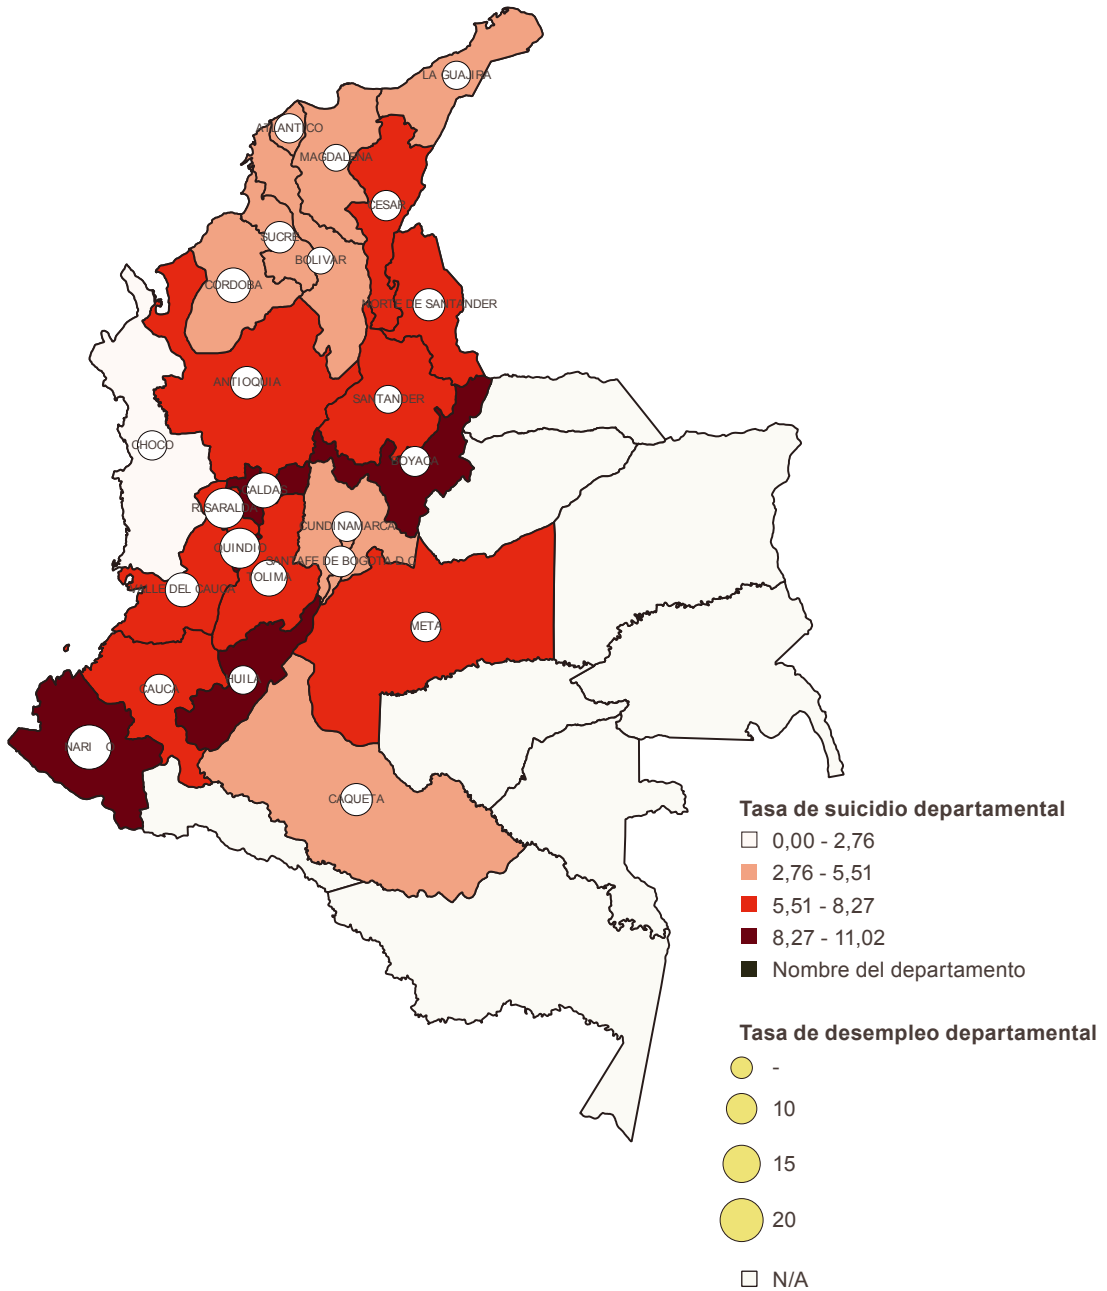 LA GUAJIRA
ATLANTICO
MAGDALENA
CESAR
SUCRE
BOLIVAR
CORDOBA
NORTE DE SANTANDER
ANTIOQUIA
SANTANDER
CHOCO
BOYACA
CALDAS
RISARALDA
CUNDINAMARCA
QUINDIO
SANTAFE DE BOGOTA D.C
TOLIMA
VALLE DEL CAUCA
META
HUILA
CAUCA
NARI O
CAQUETA
Tasa de suicidio departamental
0,00 - 2,76
2,76 - 5,51
5,51 - 8,27
8,27 - 11,02
Nombre del departamento
Tasa de desempleo departamental
-
10
15
20
N/A